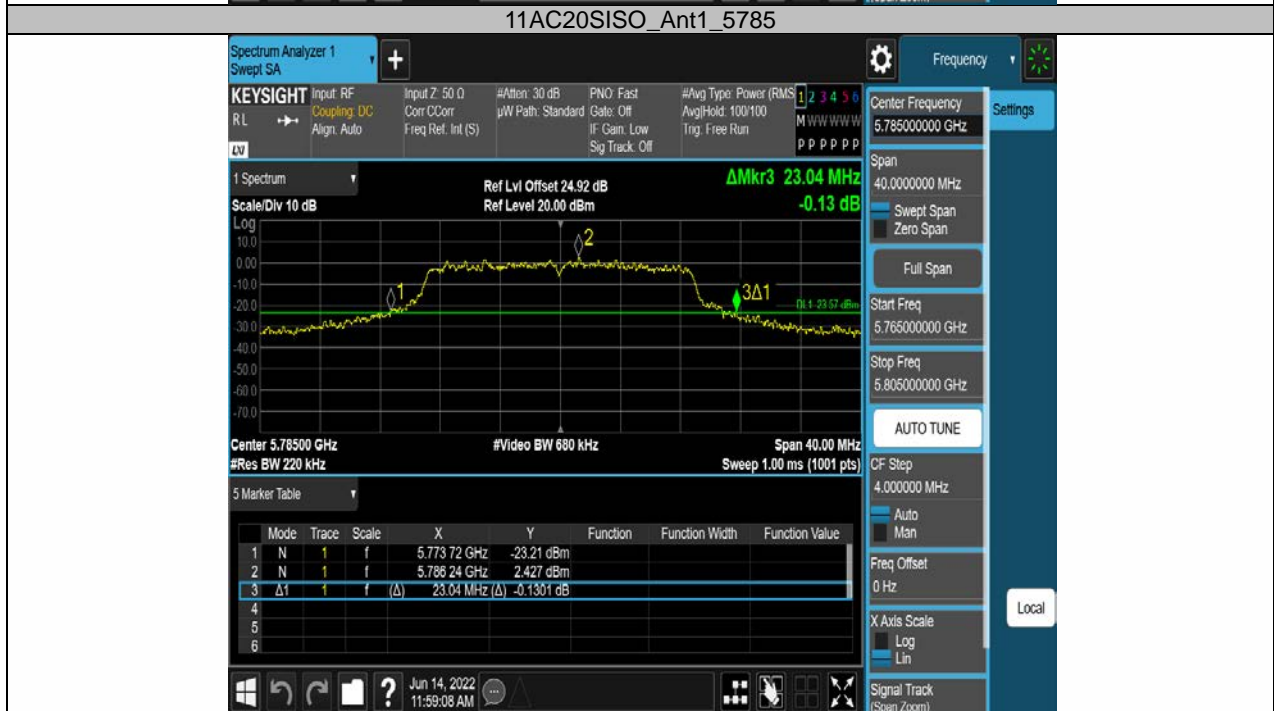 11AC20SISO_Ant1_5785
Spectrum Analyzer 1
Swept SA
Frequency
KEYSIGHT
RL
Input: RF
Coupling: DC
Align: Auto
Input Z: 50 Ω
Corr CCorr
Freq Ref: Int (S)
#Atten: 30 dB
µW Path: Standard
PNO: Fast
Gate: Off
IF Gain: Low
Sig Track: Off
#Avg Type: Power (RMS
Avg|Hold: 100/100
Trig: Free Run
1 2 3 4 5 6
M W W W W W
P P P P P P
Settings
1 Spectrum
Scale/Div 10 dB
Ref Lvl Offset 24.92 dB
Ref Level 20.00 dBm
ΔMkr3 23.04 MHz
-0.13 dB
Log
10.0
0.00
-10.0
-20.0
-30.0
-40.0
-50.0
-60.0
-70.0
1
2
3Δ1
DL1 -23.57 dBm
Center 5.78500 GHz
#Res BW 220 kHz
#Video BW 680 kHz
Span 40.00 MHz
Sweep 1.00 ms (1001 pts)
5 Marker Table
Mode Trace Scale X Y Function Function Width Function Value
1 N 1 f 5.773 72 GHz -23.21 dBm
2 N 1 f 5.786 24 GHz 2.427 dBm
3 Δ1 1 f (Δ) 23.04 MHz (Δ) -0.1301 dB
4
5
6
Center Frequency
5.785000000 GHz
Span
40.0000000 MHz
Swept Span
Zero Span
Full Span
Start Freq
5.765000000 GHz
Stop Freq
5.805000000 GHz
AUTO TUNE
CF Step
4.000000 MHz
Auto
Man
Freq Offset
0 Hz
X Axis Scale
Log
Lin
Signal Track
(Span Zoom)
Local
?
Jun 14, 2022
11:59:08 AM